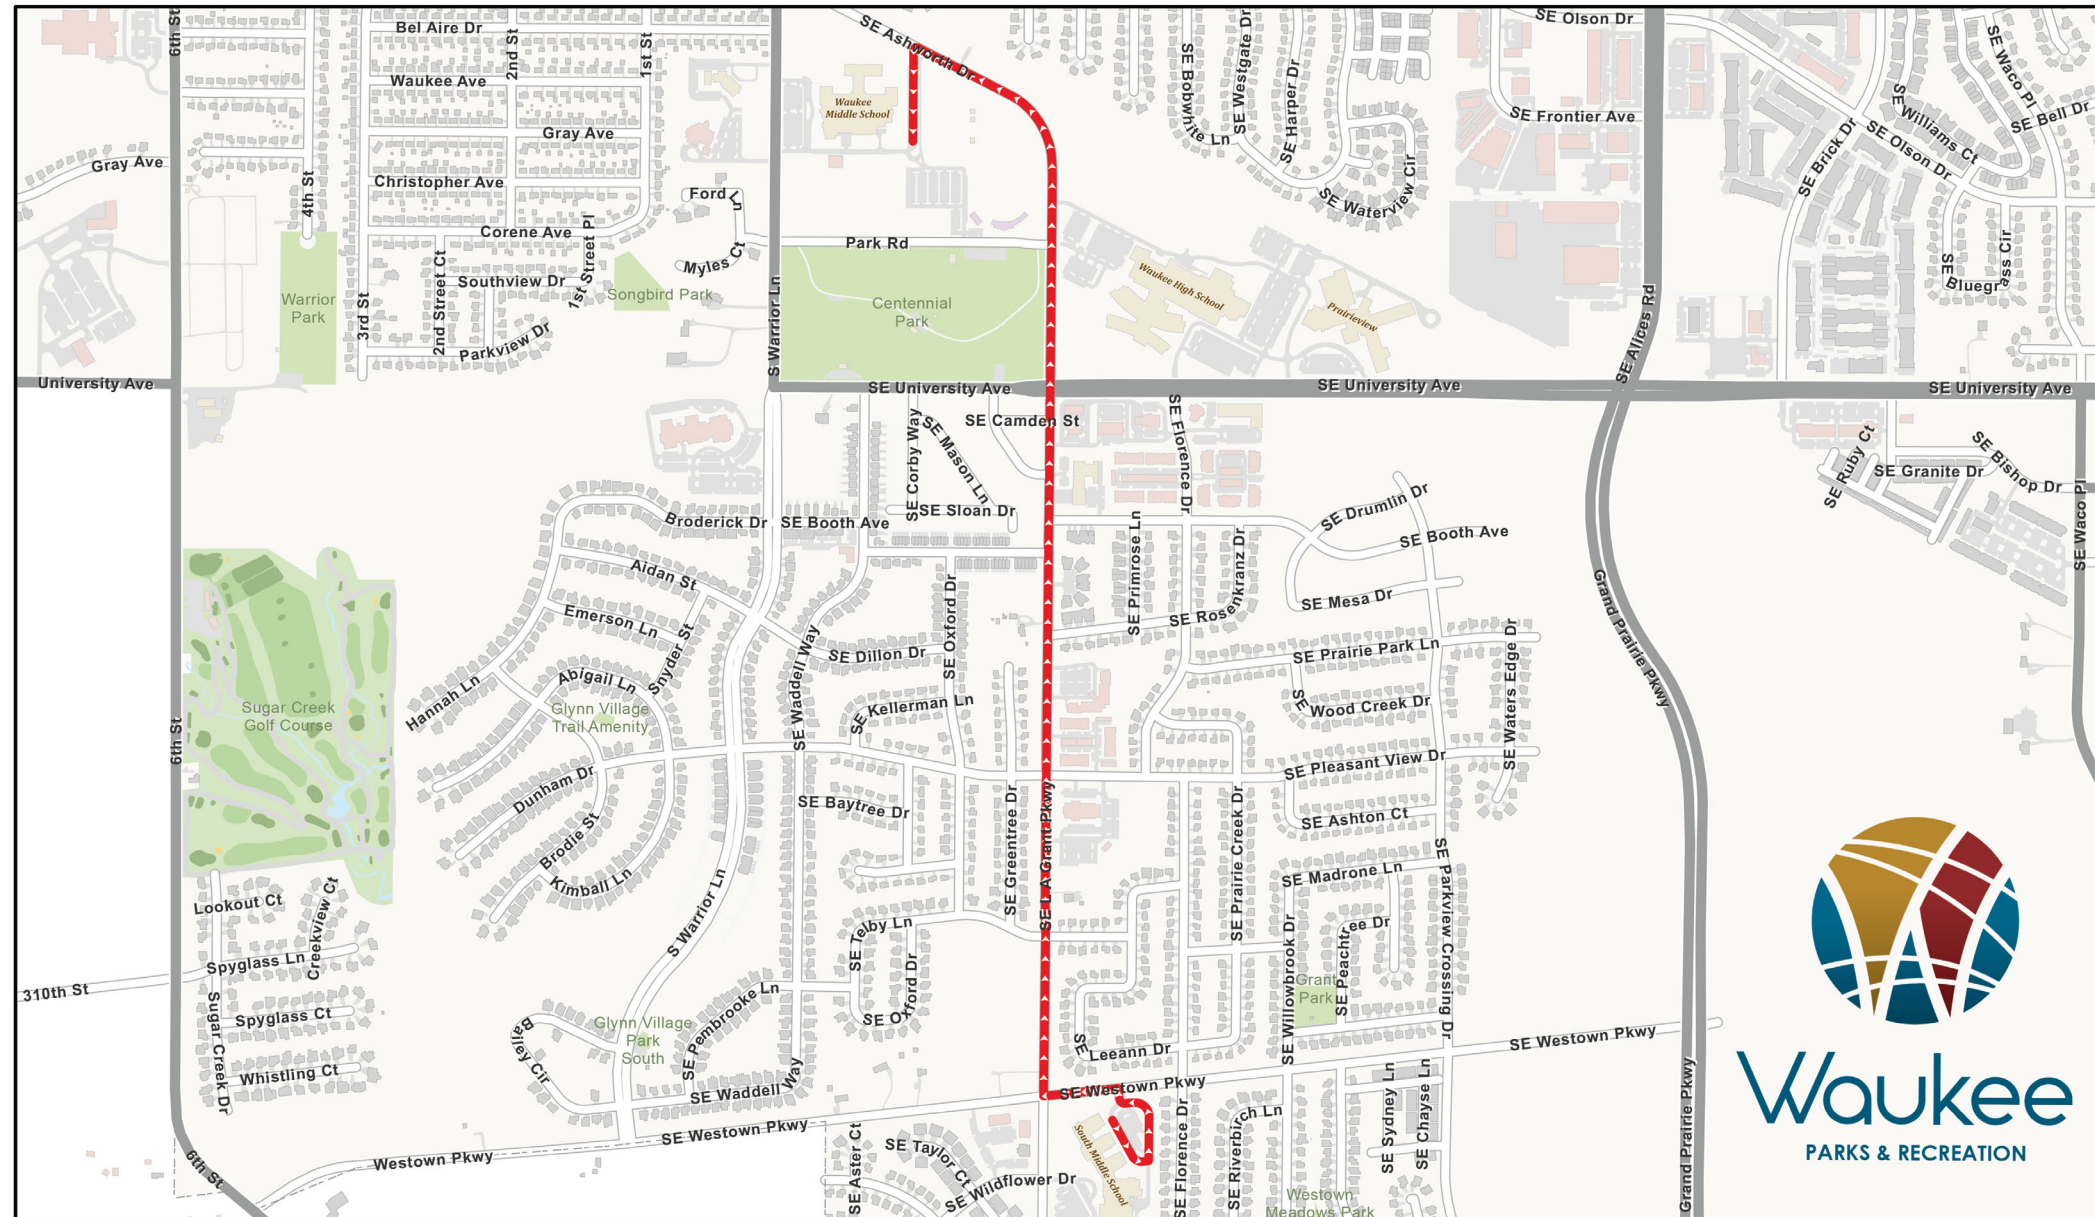 6th St
Bel Aire Dr
2nd St
1st St
SE Ashworth Dr
SE Olson Dr
SE Waco Pl
Waukee Ave
SE Bobwhite Ln
SE Westgate Dr
SE Harper Dr
SE Williams Ct
SE Bell Dr
Waukee
Middle School
Gray Ave
SE Frontier Ave
SE Brick Dr
SE Olson Dr
Gray Ave
4th St
Christopher Ave
Ford Ln
SE Waterview Cir
Corene Ave
1st Street Pl
Myles Ct
Park Rd
2nd Street Ct
Southview Dr
Songbird Park
S Warrior Ln
Waukee High School
Prairieview
SE Bluegrass Cir
Warrior
Park
3rd St
Parkview Dr
Centennial
Park
SE Alices Rd
University Ave
SE University Ave
SE University Ave
SE University Ave
SE Corby Way
SE Mason Ln
SE Camden St
SE Florence Dr
SE Ruby Ct
SE Granite Dr
SE Bishop Dr
SE Waco Pl
Broderick Dr
SE Booth Ave
SE Sloan Dr
SE Drumlin Dr
SE Booth Ave
SE Primrose Ln
SE Rosenkranz Dr
Aidan St
SE Oxford Dr
SE Mesa Dr
Grand Prairie Pkwy
Emerson Ln
Snyder St
SE Waddell Way
SE Dillon Dr
SE Prairie Park Ln
SE Waters Edge Dr
Hannah Ln
Abigail Ln
Glynn Village
Trail Amenity
SE Kellerman Ln
SE Wood Creek Dr
Sugar Creek
Golf Course
6th St
Dunham Dr
SE Pleasant View Dr
SE Baytree Dr
SE Greentree Dr
SE L A Grant Pkwy
SE Prairie Creek Dr
SE Ashton Ct
Brodie St
Kimball Ln
SE Madrone Ln
SE Parkview Crossing Dr
Lookout Ct
Creekview Ct
S Warrior Ln
SE Telby Ln
SE Willowbrook Dr
SE Peachtree Dr
Spyglass Ln
310th St
SE Oxford Dr
Grant
Park
Sugar Creek Dr
Spyglass Ct
Bailey Cir
Glynn Village
Park
South
SE Pembrooke Ln
SE Leeann Dr
SE Westown Pkwy
Whistling Ct
SE Waddell Way
SE Westown Pkwy
SE Sydney Ln
SE Chayse Ln
Grand Prairie Pkwy
Waukee
PARKS & RECREATION
SE Westown Pkwy
Westown Pkwy
6th St
SE Aster Ct
SE Taylor Ct
SE Wildflower Dr
South Middle School
SE Florence Dr
SE Riverbirch Ln
Westown
Meadows Park